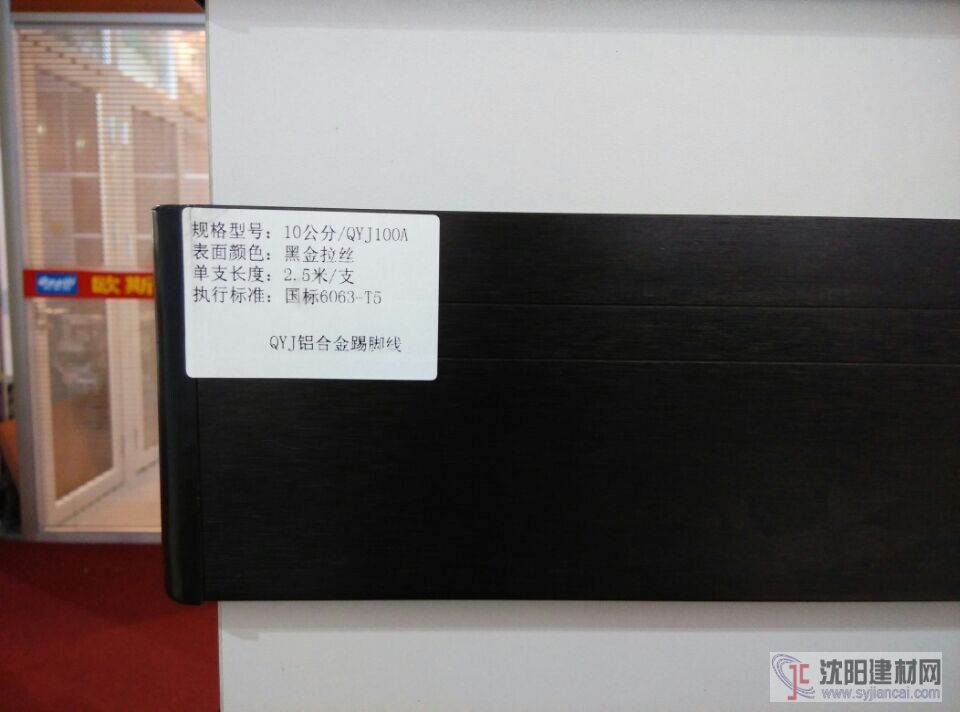 规格型号：10公分/QYJ100A
表面颜色：黑金拉丝
单支长度：2.5米/支
执行标准：国标6063-T5
QYJ铝合金踢脚线
欧斯
沈阳建材网
www.syjiancai.com